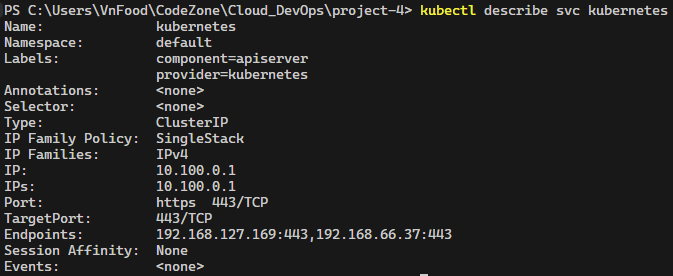 PS C:\Users\VnFood\CodeZone\Cloud_DevOps\project-4> kubectl describe svc kubernetes
Name:              kubernetes
Namespace:         default
Labels:            component=apiserver
                   provider=kubernetes
Annotations:       <none>
Selector:          <none>
Type:              ClusterIP
IP Family Policy:  SingleStack
IP Families:       IPv4
IP:                10.100.0.1
IPs:               10.100.0.1
Port:              https  443/TCP
TargetPort:        443/TCP
Endpoints:         192.168.127.169:443,192.168.66.37:443
Session Affinity:  None
Events:            <none>